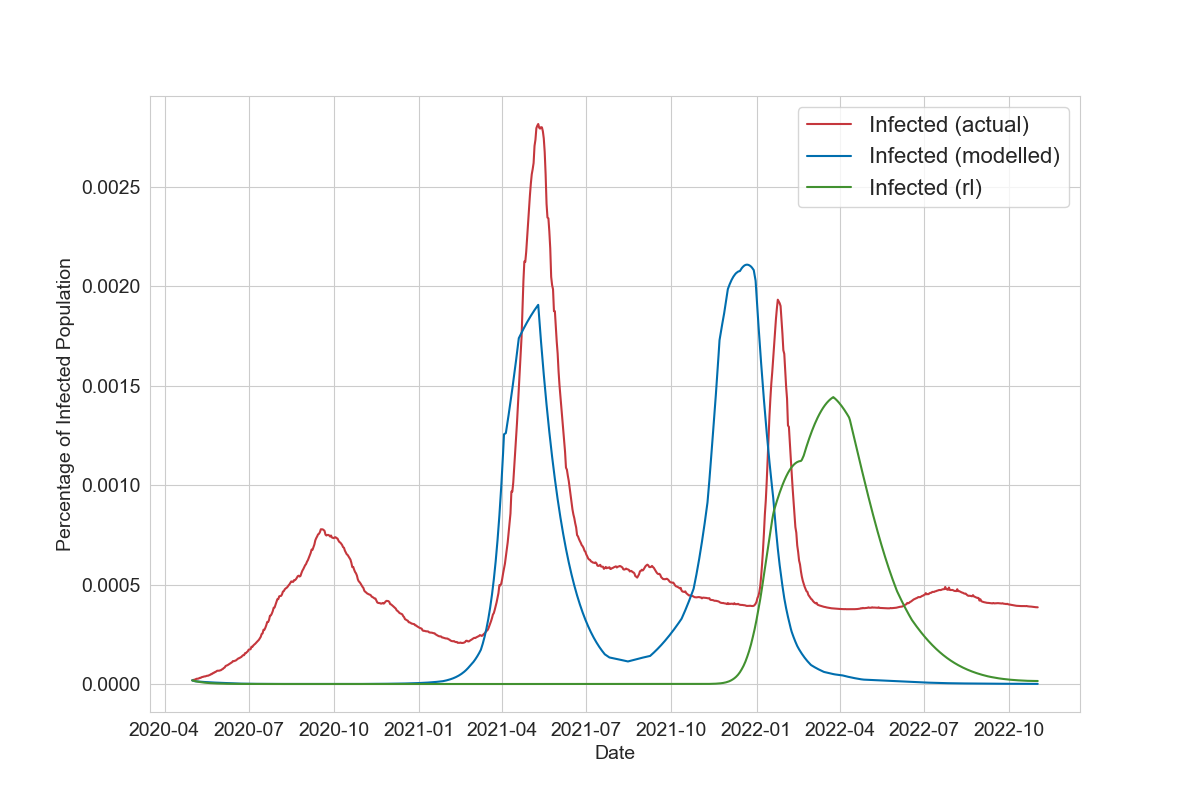 Infected (actual)
Infected (modelled)
Infected (rl)
Percentage of Infected Population
0.0025
0.0020
0.0015
0.0010
0.0005
0.0000
2020-04 2020-07 2020-10 2021-01 2021-04 2021-07 2021-10 2022-01 2022-04 2022-07 2022-10
Date